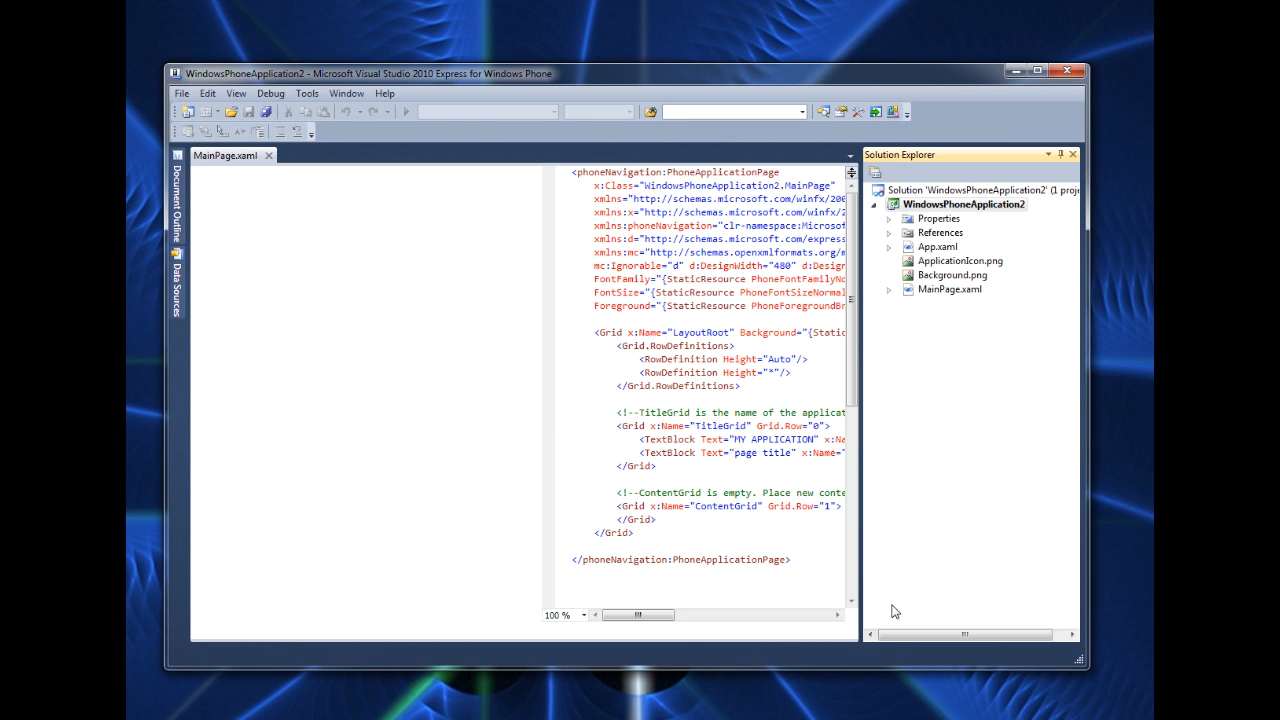 WindowsPhoneApplication2 - Microsoft Visual Studio 2010 Express for Windows Phone
File Edit View Debug Tools Window Help
MainPage.xaml
Document Outline
Data Sources
<phoneNavigation:PhoneApplicationPage
x:Class="WindowsPhoneApplication2.MainPage"
xmlns="http://schemas.microsoft.com/winfx/200
xmlns:x="http://schemas.microsoft.com/winfx/2
xmlns:phoneNavigation="clr-namespace:Microsof
xmlns:d="http://schemas.microsoft.com/express
xmlns:mc="http://schemas.openxmlformats.org/m
mc:Ignorable="d" d:DesignWidth="480" d:Design
FontFamily="{StaticResource PhoneFontFamilyNo
FontSize="{StaticResource PhoneFontSizeNormal
Foreground="{StaticResource PhoneForegroundBr
<Grid x:Name="LayoutRoot" Background="{Static
<Grid.RowDefinitions>
<RowDefinition Height="Auto"/>
<RowDefinition Height="*"/>
</Grid.RowDefinitions>
<!--TitleGrid is the name of the applicat
<Grid x:Name="TitleGrid" Grid.Row="0">
<TextBlock Text="MY APPLICATION" x:Na
<TextBlock Text="page title" x:Name="
</Grid>
<!--ContentGrid is empty. Place new conte
<Grid x:Name="ContentGrid" Grid.Row="1">
</Grid>
</Grid>
</phoneNavigation:PhoneApplicationPage>
100 %
Solution Explorer
Solution 'WindowsPhoneApplication2' (1 proje
WindowsPhoneApplication2
Properties
References
App.xaml
ApplicationIcon.png
Background.png
MainPage.xaml